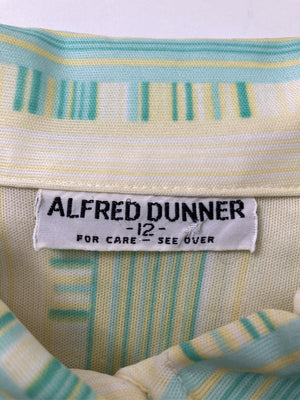 ALFRED DUNNER
-12-
FOR CARE — SEE OVER